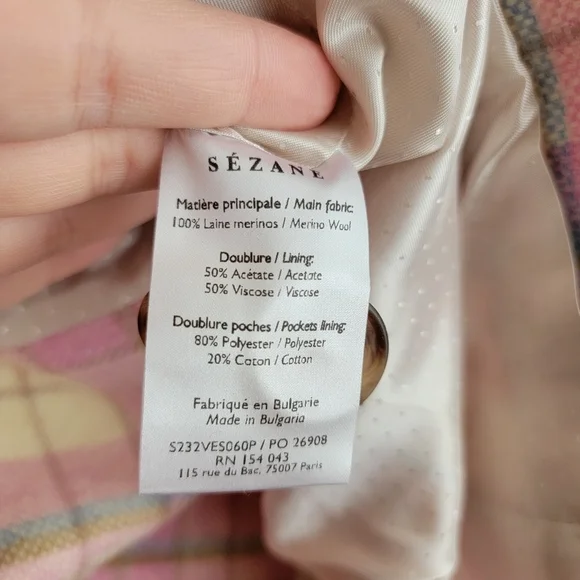 SÉZANE
Matière principale / Main fabric:
100% Laine merinos / Merino Wool
Doublure / Lining:
50% Acétate / Acetate
50% Viscose / Viscose
Doublure poches / Pockets lining:
80% Polyester / Polyester
20% Coton / Cotton
Fabriqué en Bulgarie
Made in Bulgaria
S232VES060P / PO 26908
RN 154 043
115 rue du Bac, 75007 Paris